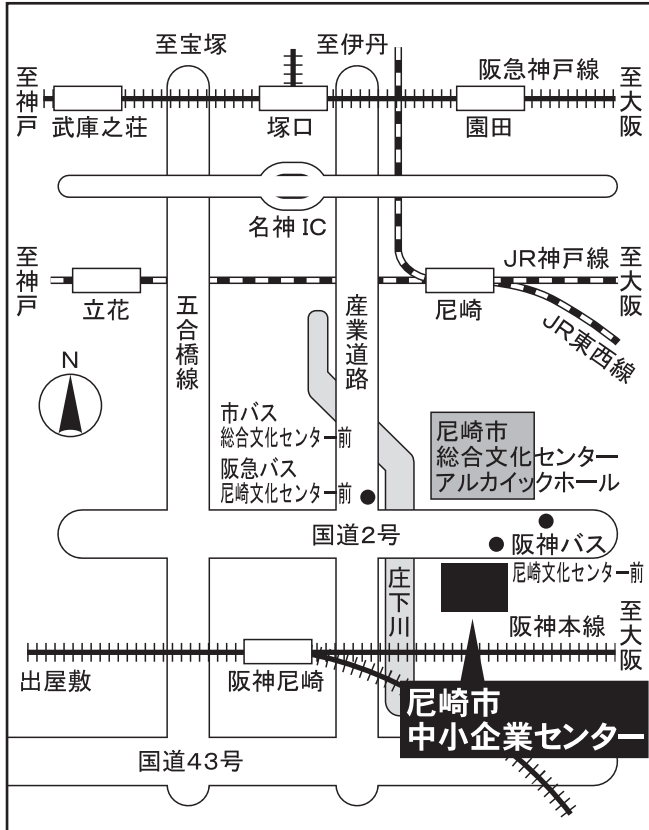 至宝塚
至伊丹
阪急神戸線
至神戸
武庫之荘
塚口
園田
至大阪
名神IC
至神戸
立花
五合橋線
産業道路
尼崎
JR神戸線
至大阪
JR東西線
N
市バス
総合文化センター前
阪急バス
尼崎文化センター前
尼崎市
総合文化センター
アルカイックホール
国道2号
阪神バス
尼崎文化センター前
庄下川
阪神本線
至大阪
出屋敷
阪神尼崎
尼崎市
中小企業センター
国道43号